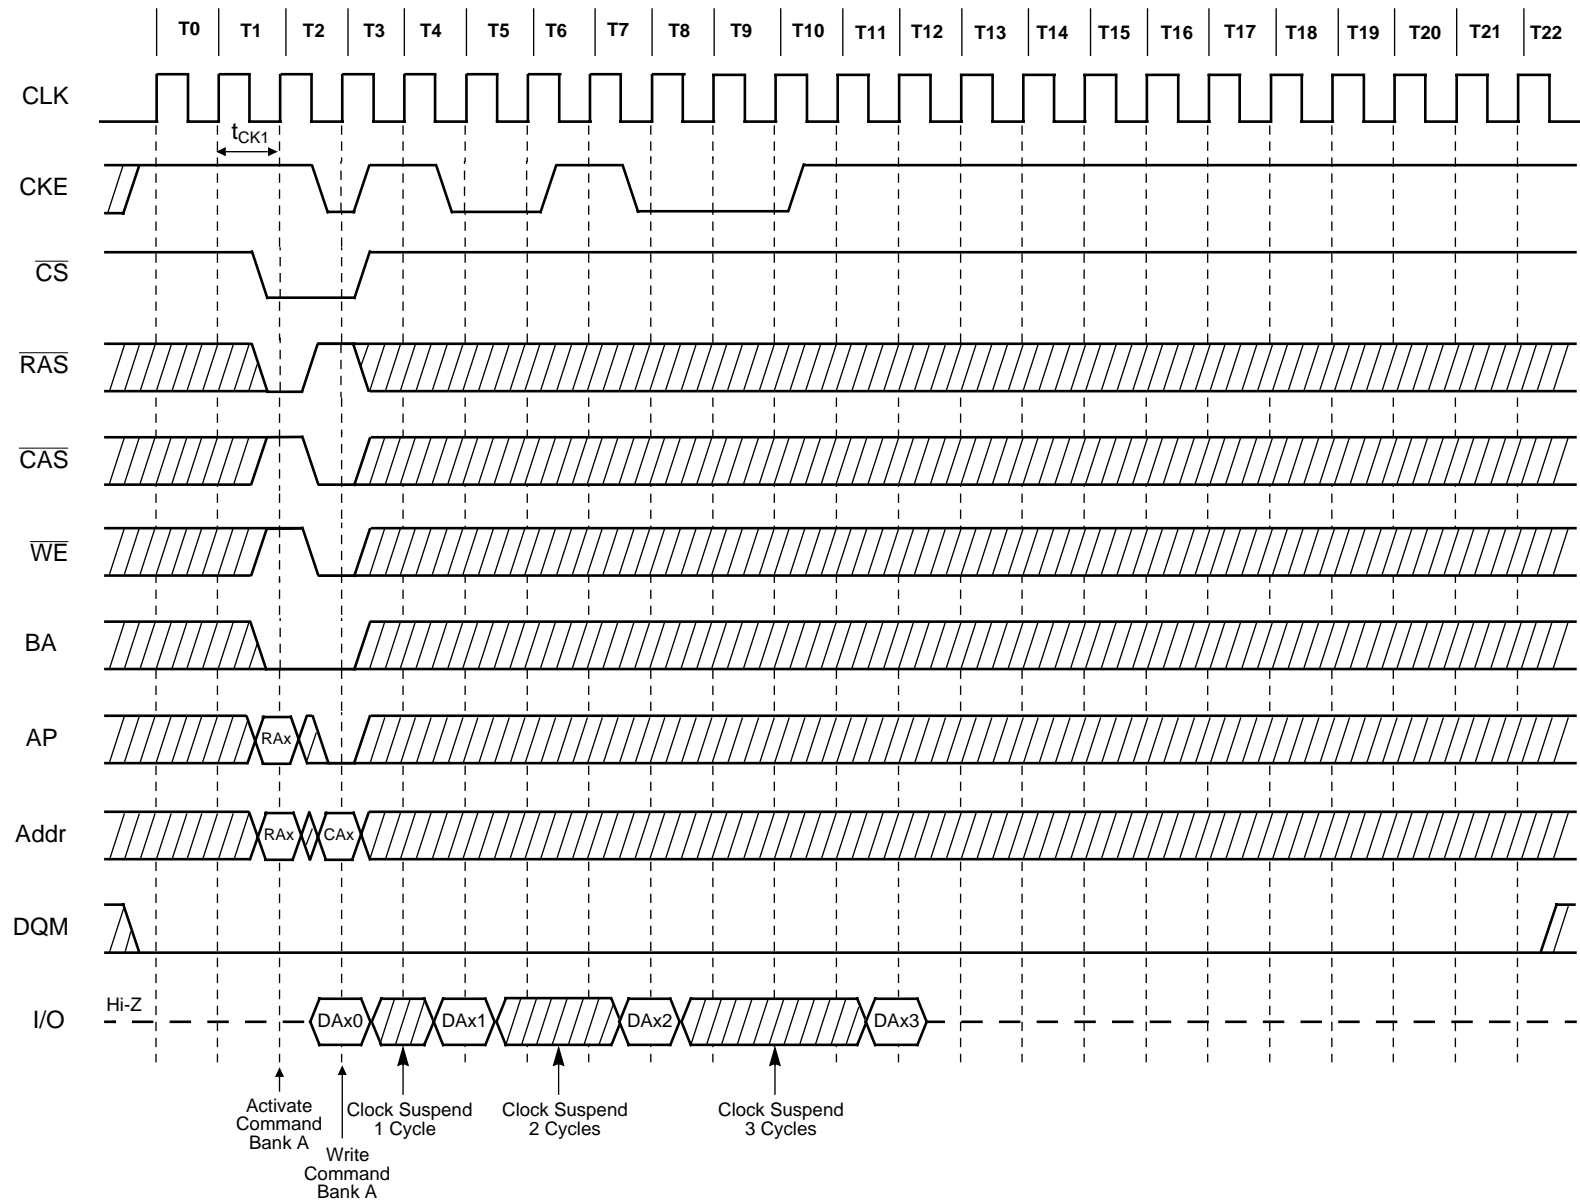 T0 T1 T2 T3 T4 T5 T6 T7 T8 T9 T10 T11 T12 T13 T14 T15 T16 T17 T18 T19 T20 T21 T22
CLK
tCK1
CKE
CS
RAS
CAS
WE
BA
AP
RAx
Addr
RAx CAx
DQM
Hi-Z
I/O
DAx0 DAx1 DAx2 DAx3
Activate
Command
Bank A
Write
Command
Bank A
Clock Suspend
1 Cycle
Clock Suspend
2 Cycles
Clock Suspend
3 Cycles